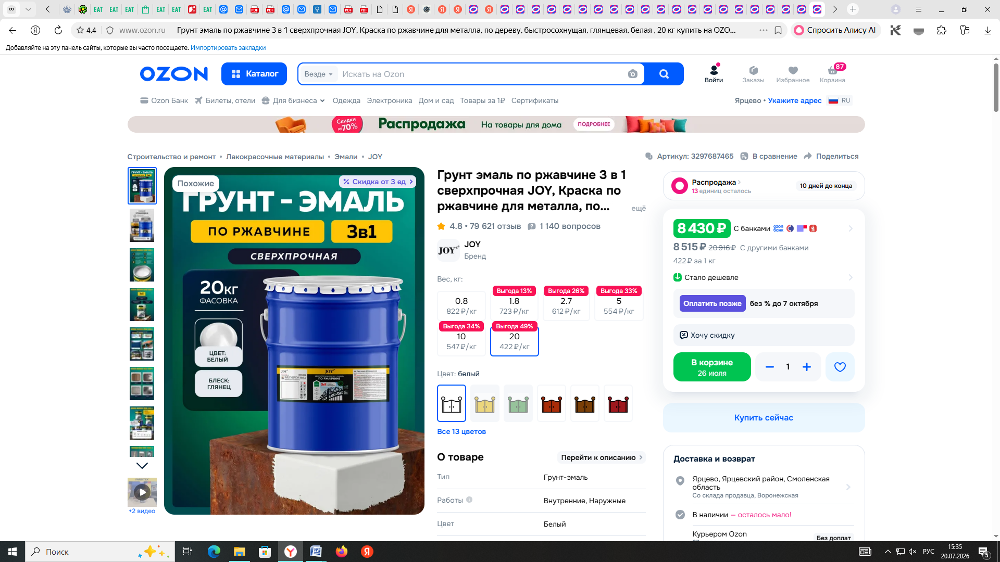 4,4
www.ozon.ru
Грунт эмаль по ржавчине 3 в 1 сверхпрочная JOY, Краска по ржавчине для металла, по дереву, быстросохнущая, глянцевая, белая , 20 кг купить на OZO...
Спросить Алису AI
Добавляйте на эту панель сайты, которые вы часто посещаете. Импортировать закладки
OZON
Каталог
Везде
Искать на Ozon
Войти
Заказы
Избранное
87
Корзина
Ozon Банк
Билеты, отели
Для бизнеса
Одежда
Электроника
Дом и сад
Товары за 1₽
Сертификаты
Ярцево • Укажите адрес
RU
Скидки до 70%
Распродажа
На товары для дома
ПОДРОБНЕЕ
Строительство и ремонт • Лакокрасочные материалы • Эмали • JOY
Артикул: 3297687465
В сравнение
Поделиться
Похожие
% Скидка от 3 ед
ГРУНТ - ЭМАЛЬ
ПО РЖАВЧИНЕ
3в1
СВЕРХПРОЧНАЯ
20кг
ФАСОВКА
ЦВЕТ:
БЕЛЫЙ
БЛЕСК:
ГЛЯНЕЦ
+2 видео
Грунт эмаль по ржавчине 3 в 1
сверхпрочная JOY, Краска по
ржавчине для металла, по...
ещё
4.8 • 79 621 отзыв
1 140 вопросов
JOY
JOY
Бренд
Вес, кг:
0.8
822 ₽/кг
Выгода 13%
1.8
723 ₽/кг
Выгода 26%
2.7
612 ₽/кг
Выгода 33%
5
554 ₽/кг
Выгода 34%
10
547 ₽/кг
Выгода 49%
20
422 ₽/кг
Цвет: белый
Все 13 цветов
О товаре
Перейти к описанию
Тип
Грунт-эмаль
Работы
Внутренние, Наружные
Цвет
Белый
Распродажа
13 единиц осталось
10 дней до конца
8 430 ₽ С банками
8 515 ₽ 20 916 ₽ С другими банками
422 ₽ за 1 кг
Стало дешевле
Оплатить позже
без % до 7 октября
Хочу скидку
В корзине
26 июля
1
Купить сейчас
Доставка и возврат
Ярцево, Ярцевский район, Смоленская
область
Со склада продавца, Воронежская
В наличии — осталось мало!
Курьером Ozon
Без доплат
Поиск
РУС
15:35
20.07.2026
5